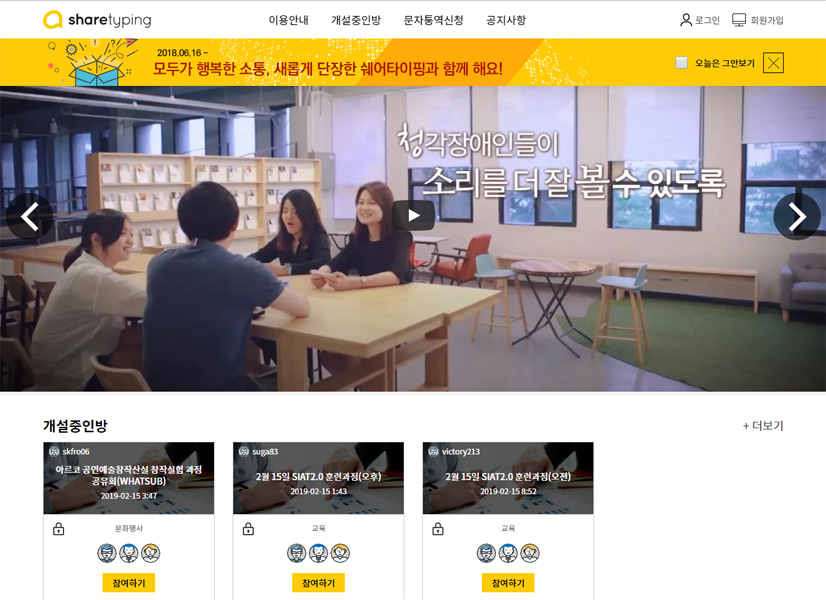 sharetyping
이용안내 개설중인방 문자통역신청 공지사항
로그인 회원가입
2018.06.16 ~
모두가 행복한 소통, 새롭게 단장한 쉐어타이핑과 함께 해요!
오늘은 그만보기
청각장애인들이
소리를 더 잘 볼 수 있도록
개설중인방
+ 더보기
skfro06
아르코 공연예술창작산실 창작실험 과정
공유회(WHATSUB)
2019-02-15 3:47
문화행사
참여하기
suga83
2월 15일 SIAT2.0 훈련과정(오후)
2019-02-15 1:43
교육
참여하기
victory213
2월 15일 SIAT2.0 훈련과정(오전)
2019-02-15 8:52
교육
참여하기